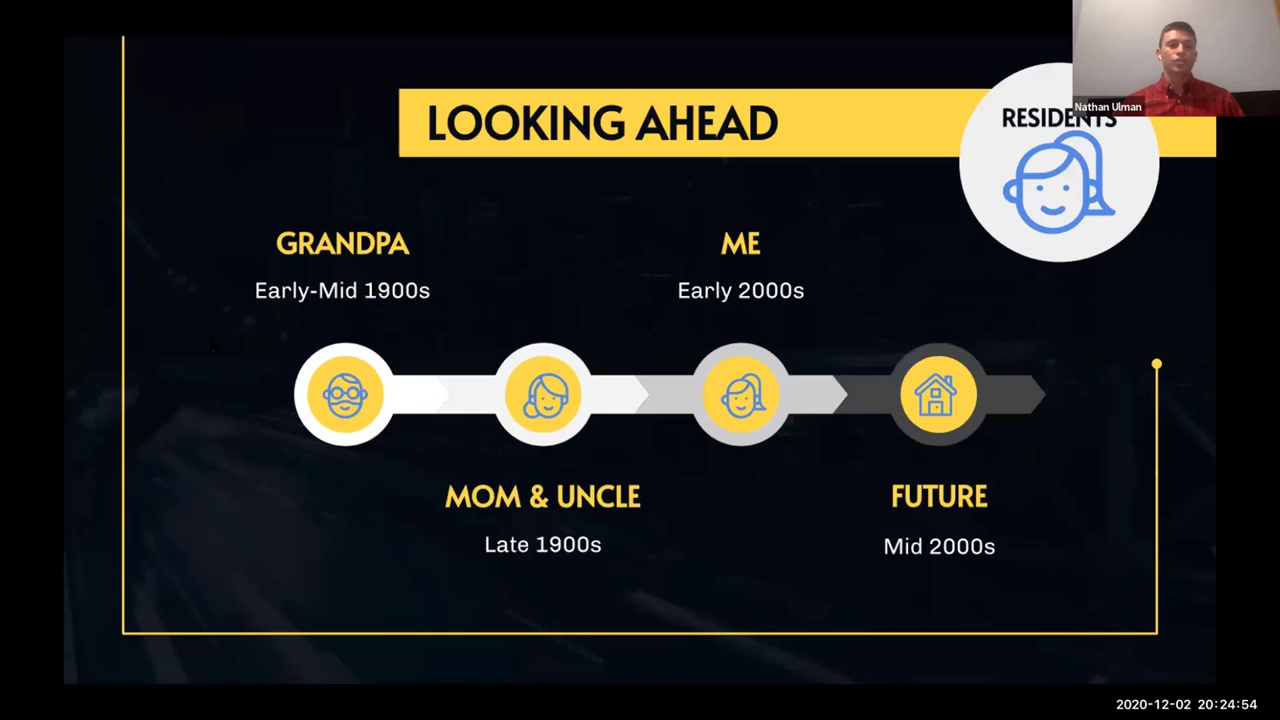 Nathan Ulman
LOOKING AHEAD
RESIDENTS
GRANDPA
Early-Mid 1900s
ME
Early 2000s
MOM & UNCLE
Late 1900s
FUTURE
Mid 2000s
2020-12-02 20:24:54